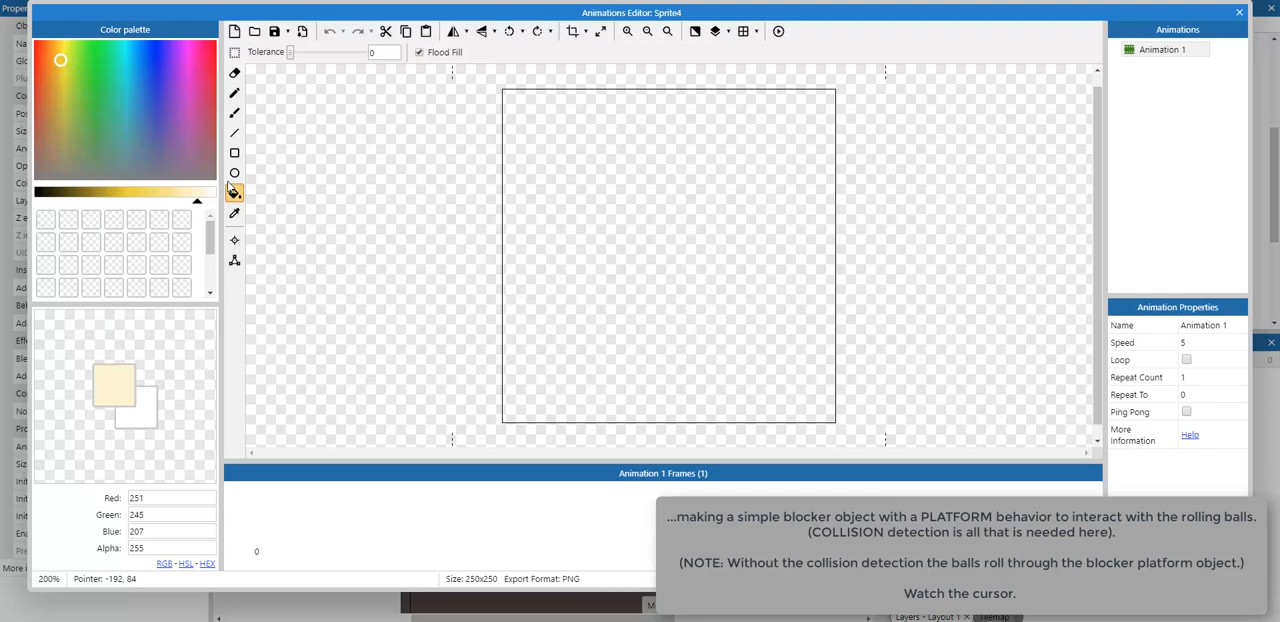 Animations Editor: Sprite4
Color palette
Tolerance
0
Flood Fill
Animations
Animation 1
Animation Properties
Name Animation 1
Speed 5
Loop
Repeat Count 1
Repeat To 0
Ping Pong
More
Information Help
Red: 251
Green: 245
Blue: 207
Alpha: 255
RGB - HSL - HEX
Animation 1 Frames (1)
0
200% Pointer: -192, 84
Size: 250x250 Export Format: PNG
...making a simple blocker object with a PLATFORM behavior to interact with the rolling balls.
(COLLISION detection is all that is needed here).
(NOTE: Without the collision detection the balls roll through the blocker platform object.)
Watch the cursor.
Layers - Layout 1
Tilemap